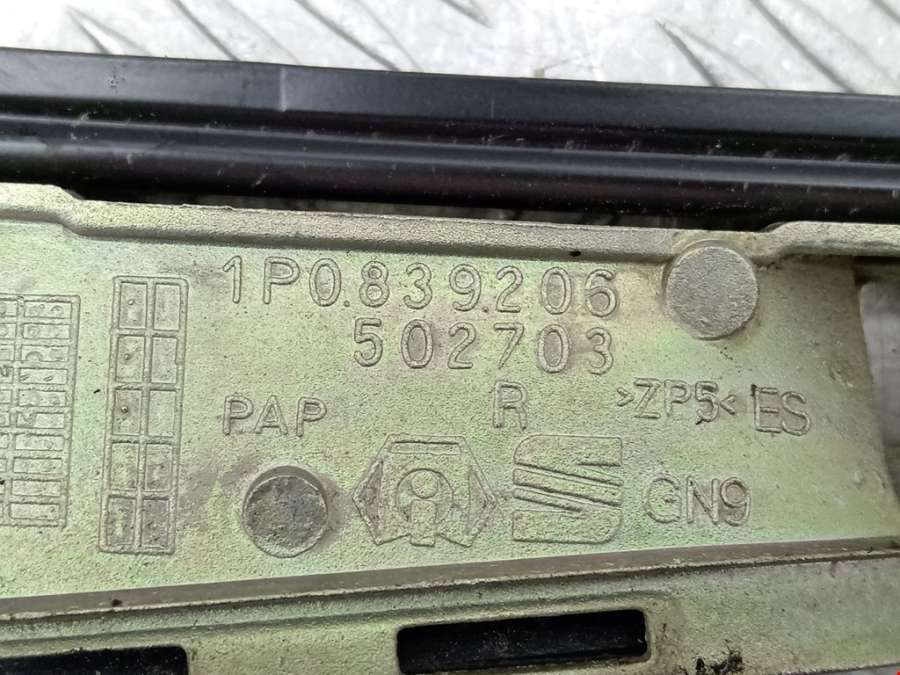 1P0.839.206
502703
PAP R >ZP5< ES
GN9